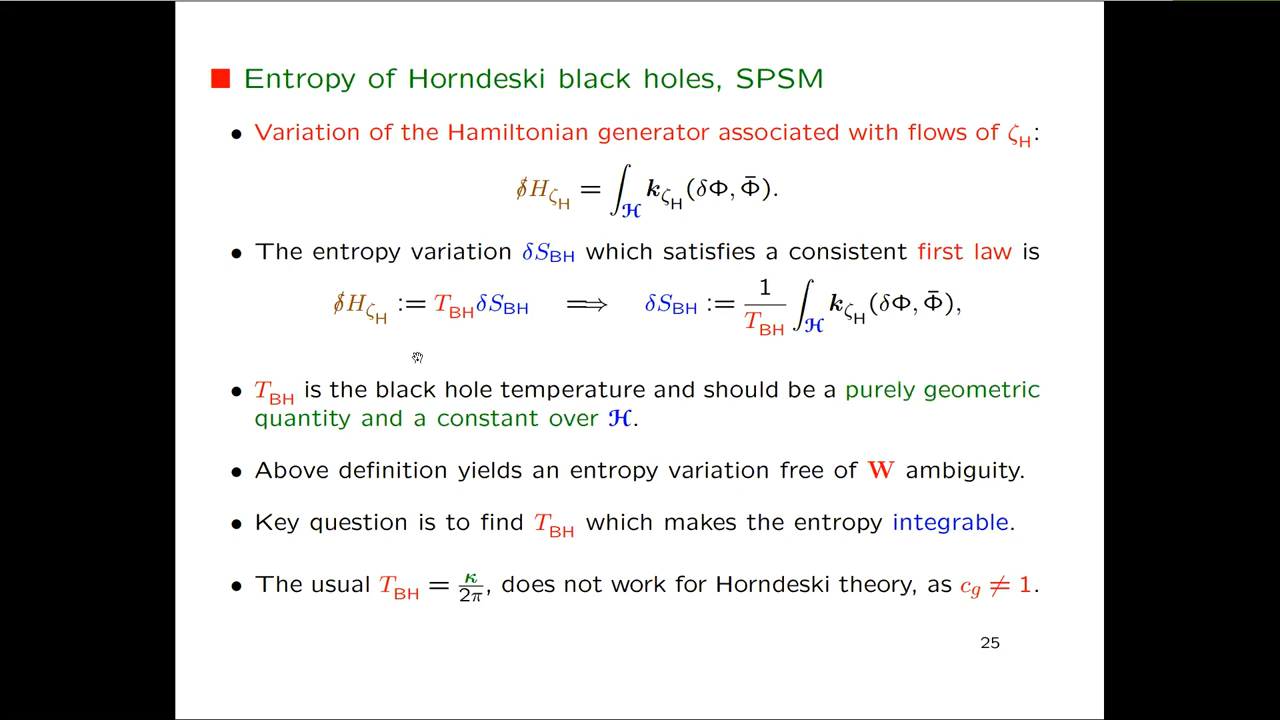 Entropy of Horndeski black holes, SPSM
• Variation of the Hamiltonian generator associated with flows of ζ_H:
δ̸H_{ζ_H} = ∫_ℋ k_{ζ_H}(δΦ, Φ̄).
• The entropy variation δS_BH which satisfies a consistent first law is
δ̸H_{ζ_H} := T_BH δS_BH ⟹ δS_BH := 1/T_BH ∫_ℋ k_{ζ_H}(δΦ, Φ̄),
• T_BH is the black hole temperature and should be a purely geometric
quantity and a constant over ℋ.
• Above definition yields an entropy variation free of W ambiguity.
• Key question is to find T_BH which makes the entropy integrable.
• The usual T_BH = κ/2π, does not work for Horndeski theory, as c_g ≠ 1.
25